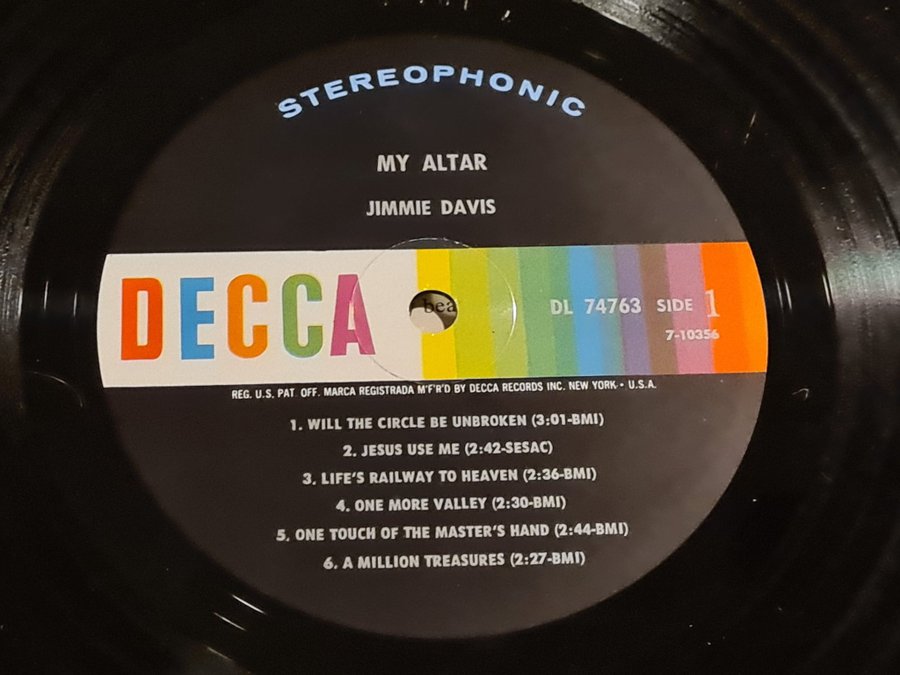 STEREOPHONIC
MY ALTAR
JIMMIE DAVIS
DECCA
bea
DL 74763 SIDE 1
7-10356
REG. U.S. PAT. OFF. MARCA REGISTRADA M'F'R'D BY DECCA RECORDS INC. NEW YORK • U.S.A.
1. WILL THE CIRCLE BE UNBROKEN (3:01-BMI)
2. JESUS USE ME (2:42-SESAC)
3. LIFE'S RAILWAY TO HEAVEN (2:36-BMI)
4. ONE MORE VALLEY (2:30-BMI)
5. ONE TOUCH OF THE MASTER'S HAND (2:44-BMI)
6. A MILLION TREASURES (2:27-BMI)